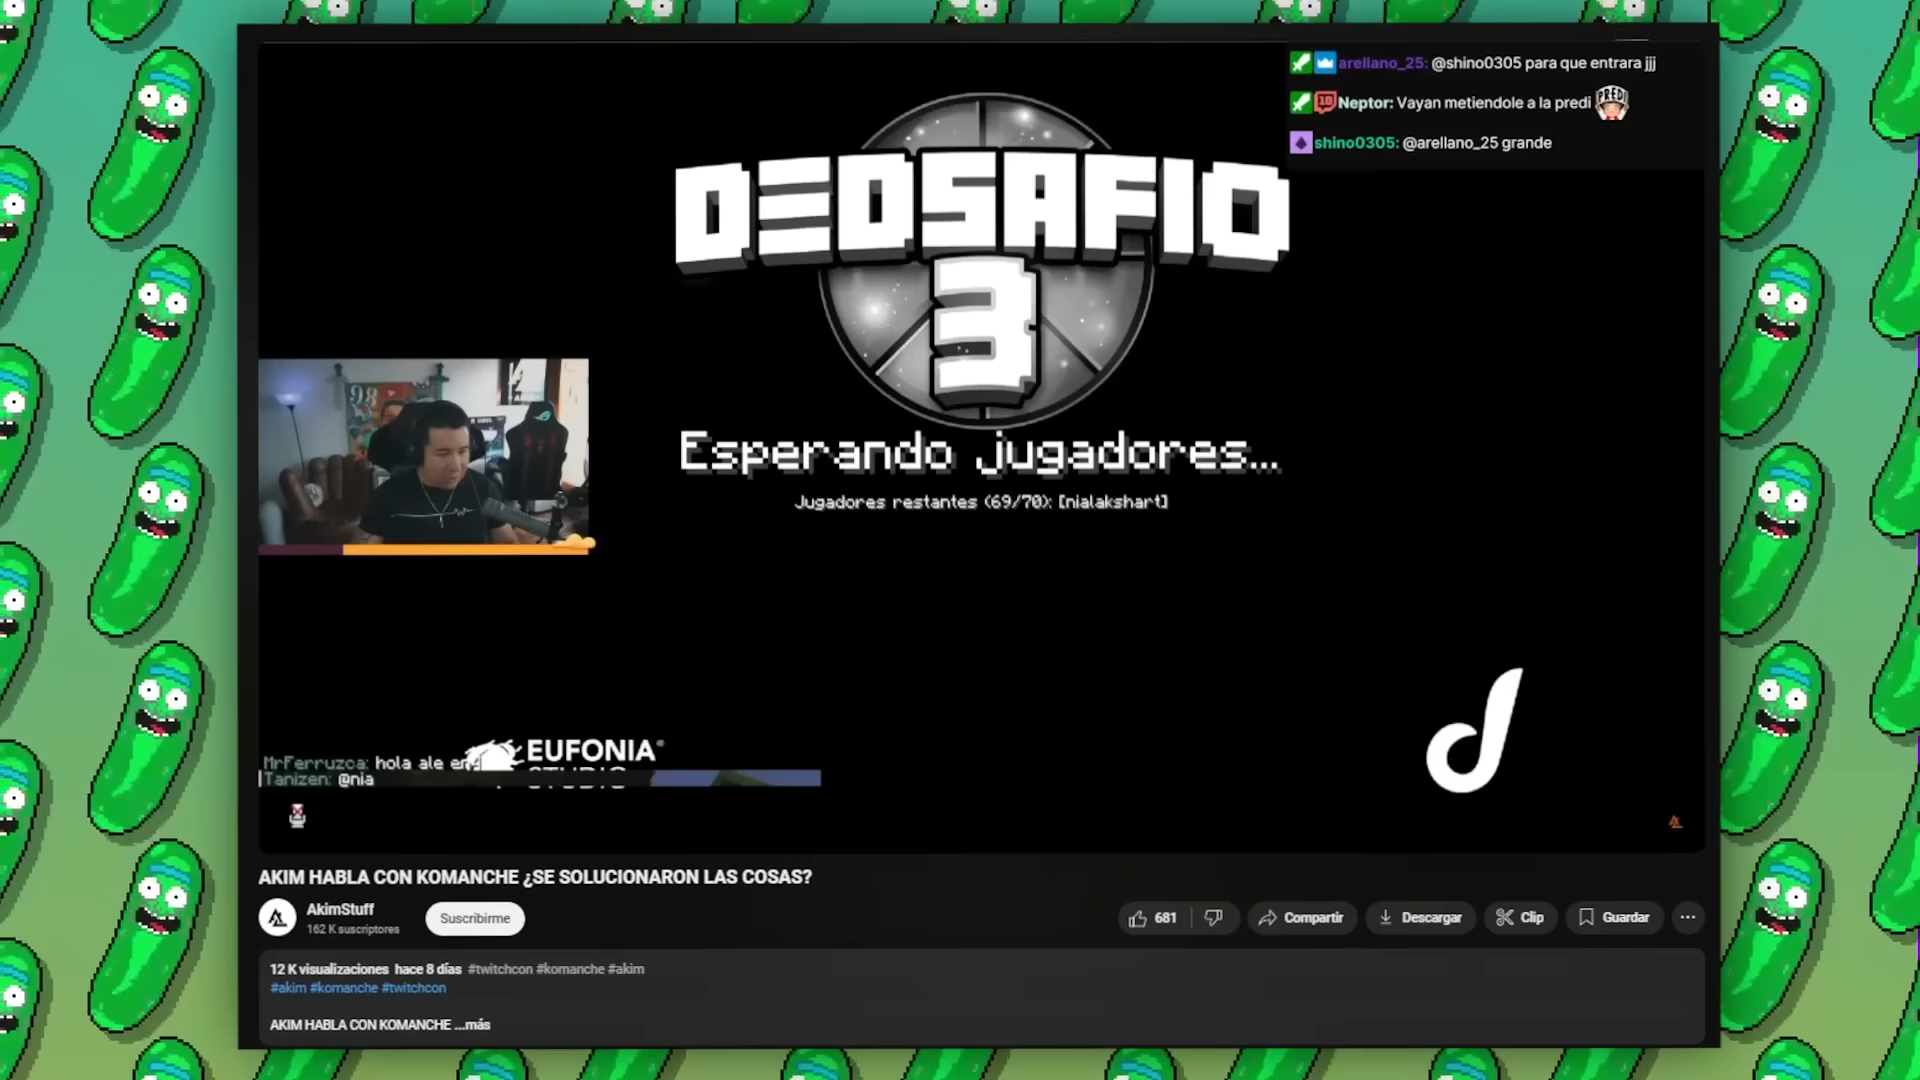 arellano_25: @shino0305 para que entrara jjj
Neptor: Vayan metiendole a la predi
shino0305: @arellano_25 grande
DEDSAFIO
3
Esperando jugadores...
Jugadores restantes (69/70): [nialakshart]
EUFONIA
STUDIO
MrFerruzca: hola ale en
Tanizen: @nia
AKIM HABLA CON KOMANCHE ¿SE SOLUCIONARON LAS COSAS?
AkimStuff
162 K suscriptores
Suscribirme
681
Compartir
Descargar
Clip
Guardar
12 K visualizaciones hace 8 días #twitchcon #komanche #akim
#akim #komanche #twitchcon
AKIM HABLA CON KOMANCHE ...más